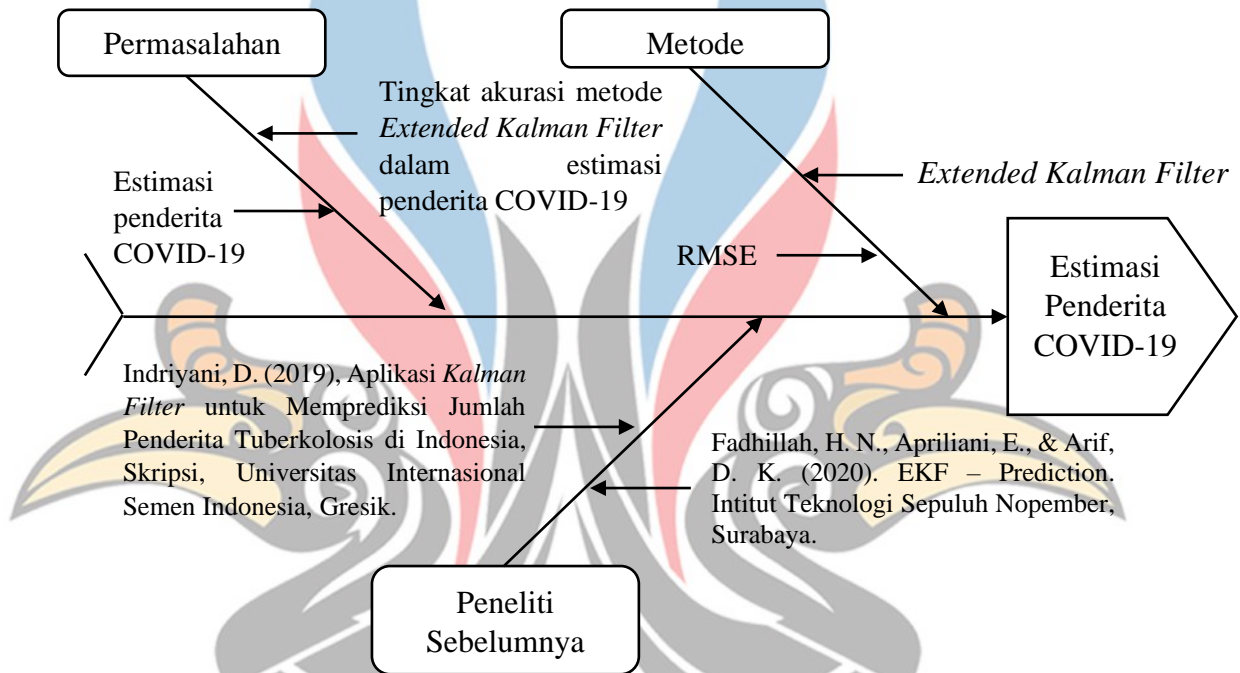 Permasalahan
Metode
Tingkat akurasi metode
Extended Kalman Filter
dalam estimasi
penderita COVID-19
Estimasi
penderita
COVID-19
Extended Kalman Filter
RMSE
Estimasi
Penderita
COVID-19
Indriyani, D. (2019), Aplikasi Kalman
Filter untuk Memprediksi Jumlah
Penderita Tuberkolosis di Indonesia,
Skripsi, Universitas Internasional
Semen Indonesia, Gresik.
Fadhillah, H. N., Apriliani, E., & Arif,
D. K. (2020). EKF – Prediction.
Intitut Teknologi Sepuluh Nopember,
Surabaya.
Peneliti
Sebelumnya